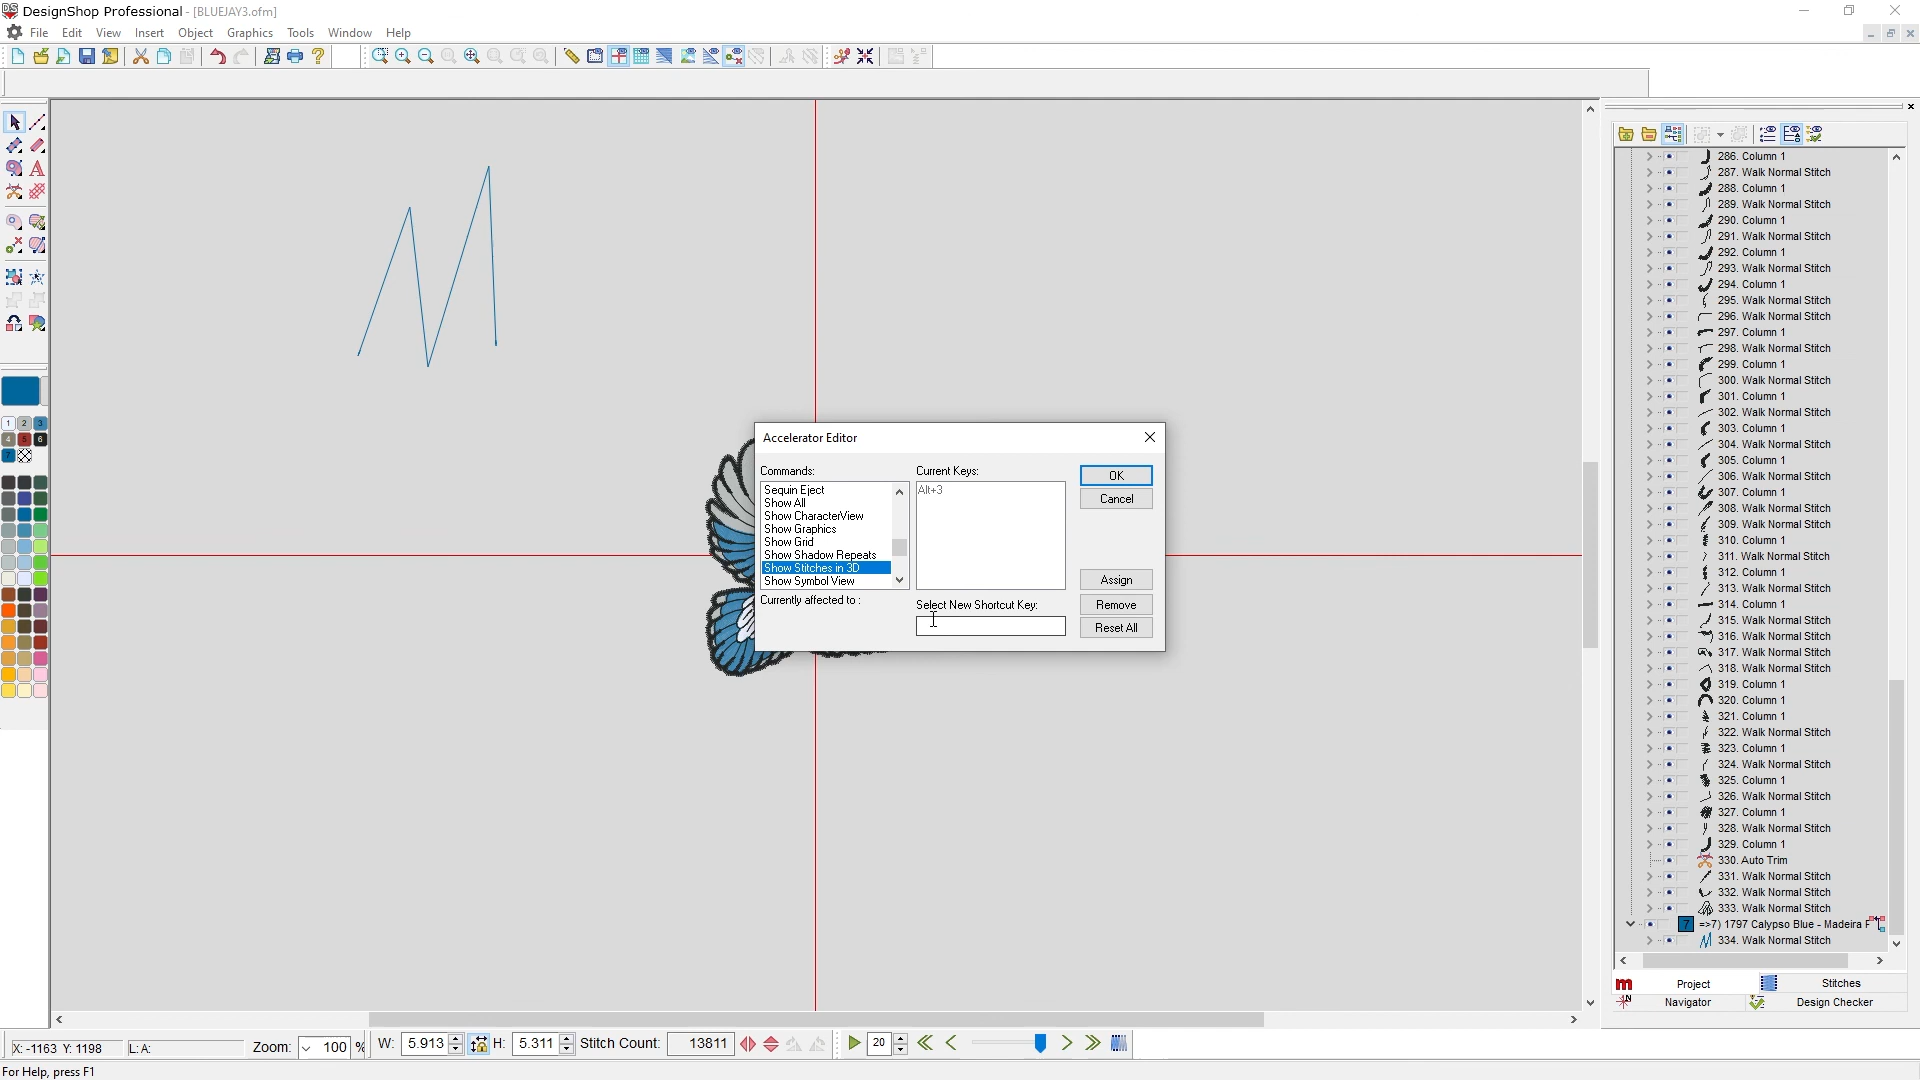 DesignShop Professional - [BLUEJAY3.ofm]
File Edit View Insert Object Graphics Tools Window Help
1 2 3
4 5 6
7
Accelerator Editor
Commands:
Sequin Eject
Show All
Show CharacterView
Show Graphics
Show Grid
Show Shadow Repeats
Show Stitches in 3D
Show Symbol View
Currently affected to :
Current Keys:
Alt+3
Select New Shortcut Key:
OK
Cancel
Assign
Remove
Reset All
286. Column 1
287. Walk Normal Stitch
288. Column 1
289. Walk Normal Stitch
290. Column 1
291. Walk Normal Stitch
292. Column 1
293. Walk Normal Stitch
294. Column 1
295. Walk Normal Stitch
296. Walk Normal Stitch
297. Column 1
298. Walk Normal Stitch
299. Column 1
300. Walk Normal Stitch
301. Column 1
302. Walk Normal Stitch
303. Column 1
304. Walk Normal Stitch
305. Column 1
306. Walk Normal Stitch
307. Column 1
308. Walk Normal Stitch
309. Walk Normal Stitch
310. Column 1
311. Walk Normal Stitch
312. Column 1
313. Walk Normal Stitch
314. Column 1
315. Walk Normal Stitch
316. Walk Normal Stitch
317. Walk Normal Stitch
318. Walk Normal Stitch
319. Column 1
320. Column 1
321. Column 1
322. Walk Normal Stitch
323. Column 1
324. Walk Normal Stitch
325. Column 1
326. Walk Normal Stitch
327. Column 1
328. Walk Normal Stitch
329. Column 1
330. Auto Trim
331. Walk Normal Stitch
332. Walk Normal Stitch
333. Walk Normal Stitch
7 =>7) 1797 Calypso Blue - Madeira F
334. Walk Normal Stitch
Project Stitches
Navigator Design Checker
X: -1163 Y: 1198 L: A: Zoom: 100 % W: 5.913 H: 5.311 Stitch Count: 13811 20
For Help, press F1